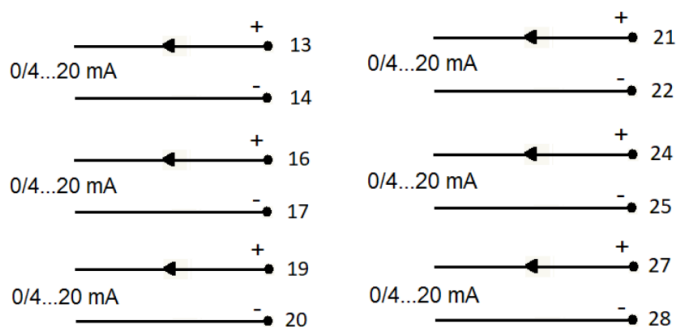 + 13
0/4...20 mA
- 14
+ 16
0/4...20 mA
- 17
+ 19
0/4...20 mA
- 20
+ 21
0/4...20 mA
- 22
+ 24
0/4...20 mA
- 25
+ 27
0/4...20 mA
- 28